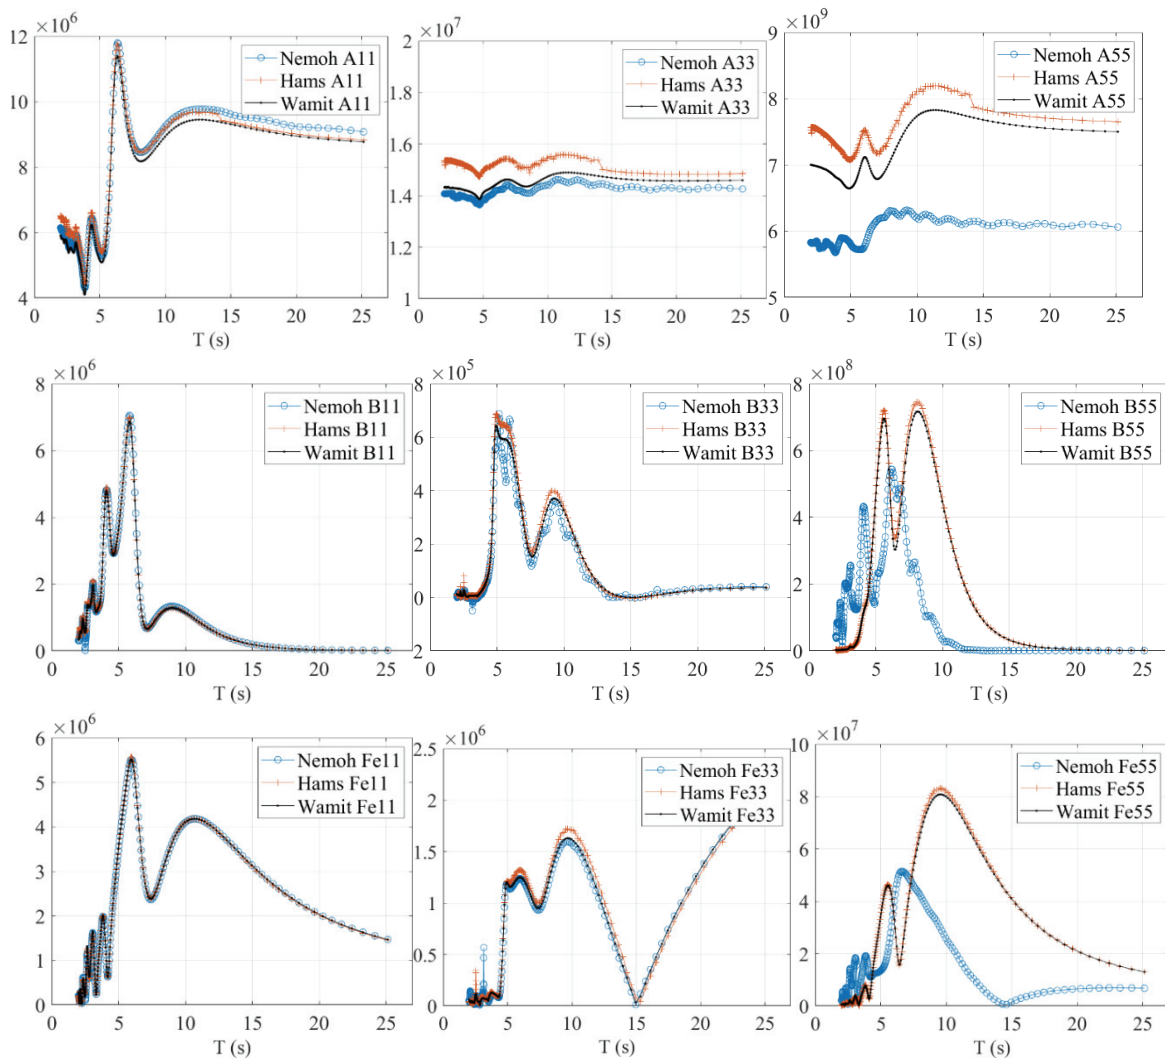 ×10^6
12
10
8
6
4
0 5 10 15 20 25
T (s)
Nemoh A11
Hams A11
Wamit A11
×10^7
2
1.8
1.6
1.4
1.2
1
0 5 10 15 20 25
T (s)
Nemoh A33
Hams A33
Wamit A33
×10^9
9
8
7
6
5
0 5 10 15 20 25
T (s)
Nemoh A55
Hams A55
Wamit A55
×10^6
8
6
4
2
0
0 5 10 15 20 25
T (s)
Nemoh B11
Hams B11
Wamit B11
×10^5
8
6
4
2
0
2
0 5 10 15 20 25
T (s)
Nemoh B33
Hams B33
Wamit B33
×10^8
8
6
4
2
0
0 5 10 15 20 25
T (s)
Nemoh B55
Hams B55
Wamit B55
×10^6
6
5
4
3
2
1
0
0 5 10 15 20 25
T (s)
Nemoh Fe11
Hams Fe11
Wamit Fe11
×10^6
2.5
2
1.5
1
0.5
0
0 5 10 15 20 25
T (s)
Nemoh Fe33
Hams Fe33
Wamit Fe33
×10^7
10
8
6
4
2
0
0 5 10 15 20 25
T (s)
Nemoh Fe55
Hams Fe55
Wamit Fe55